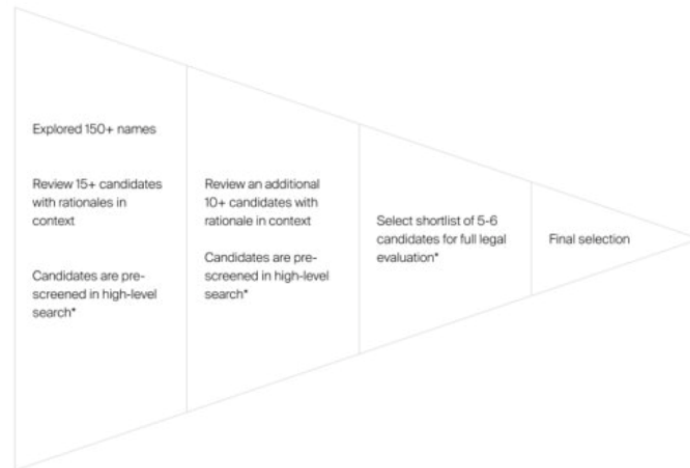 Explored 150+ names
Review 15+ candidates
with rationales in
context
Candidates are pre-
screened in high-level
search*
Review an additional
10+ candidates with
rationale in context
Candidates are pre-
screened in high-level
search*
Select shortlist of 5-6
candidates for full legal
evaluation*
Final selection